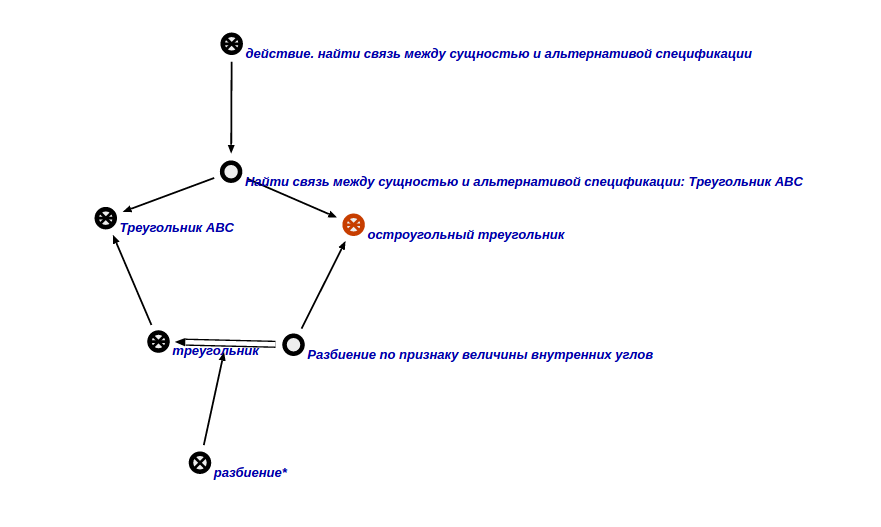 действие. найти связь между сущностью и альтернативой спецификации
Найти связь между сущностью и альтернативой спецификации: Треугольник ABC
Треугольник ABC
остроугольный треугольник
треугольник
Разбиение по признаку величины внутренних углов
разбиение*